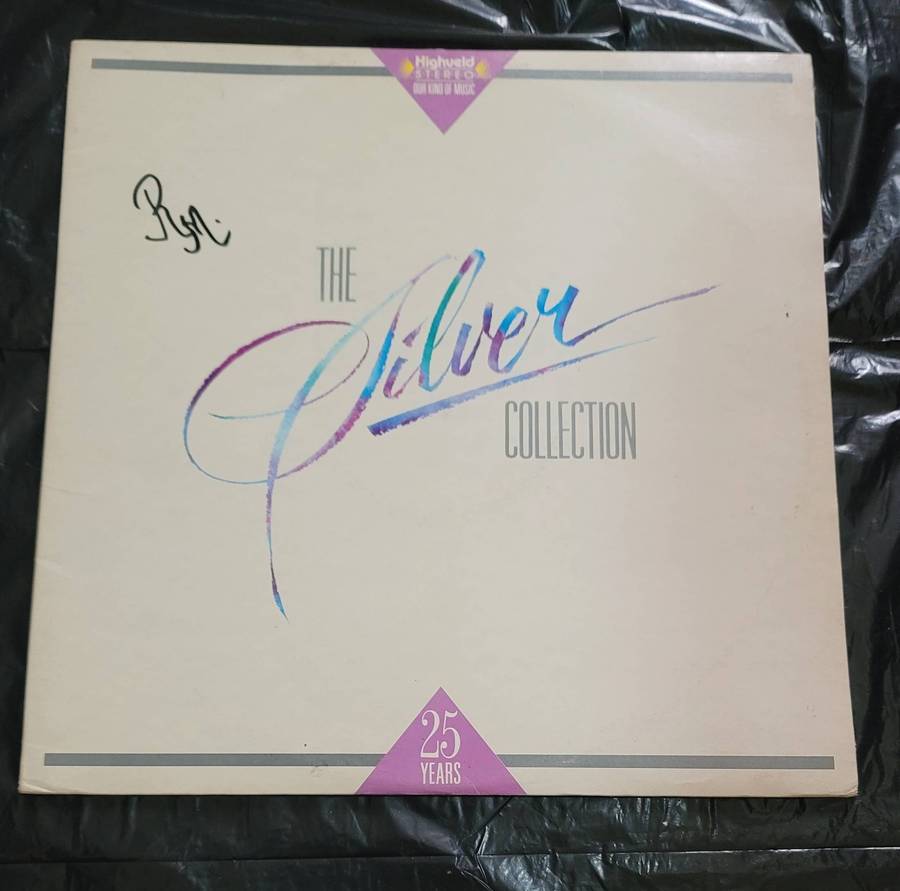 Highveld
STEREO
OUR KIND OF MUSIC
THE
Silver
COLLECTION
25
YEARS